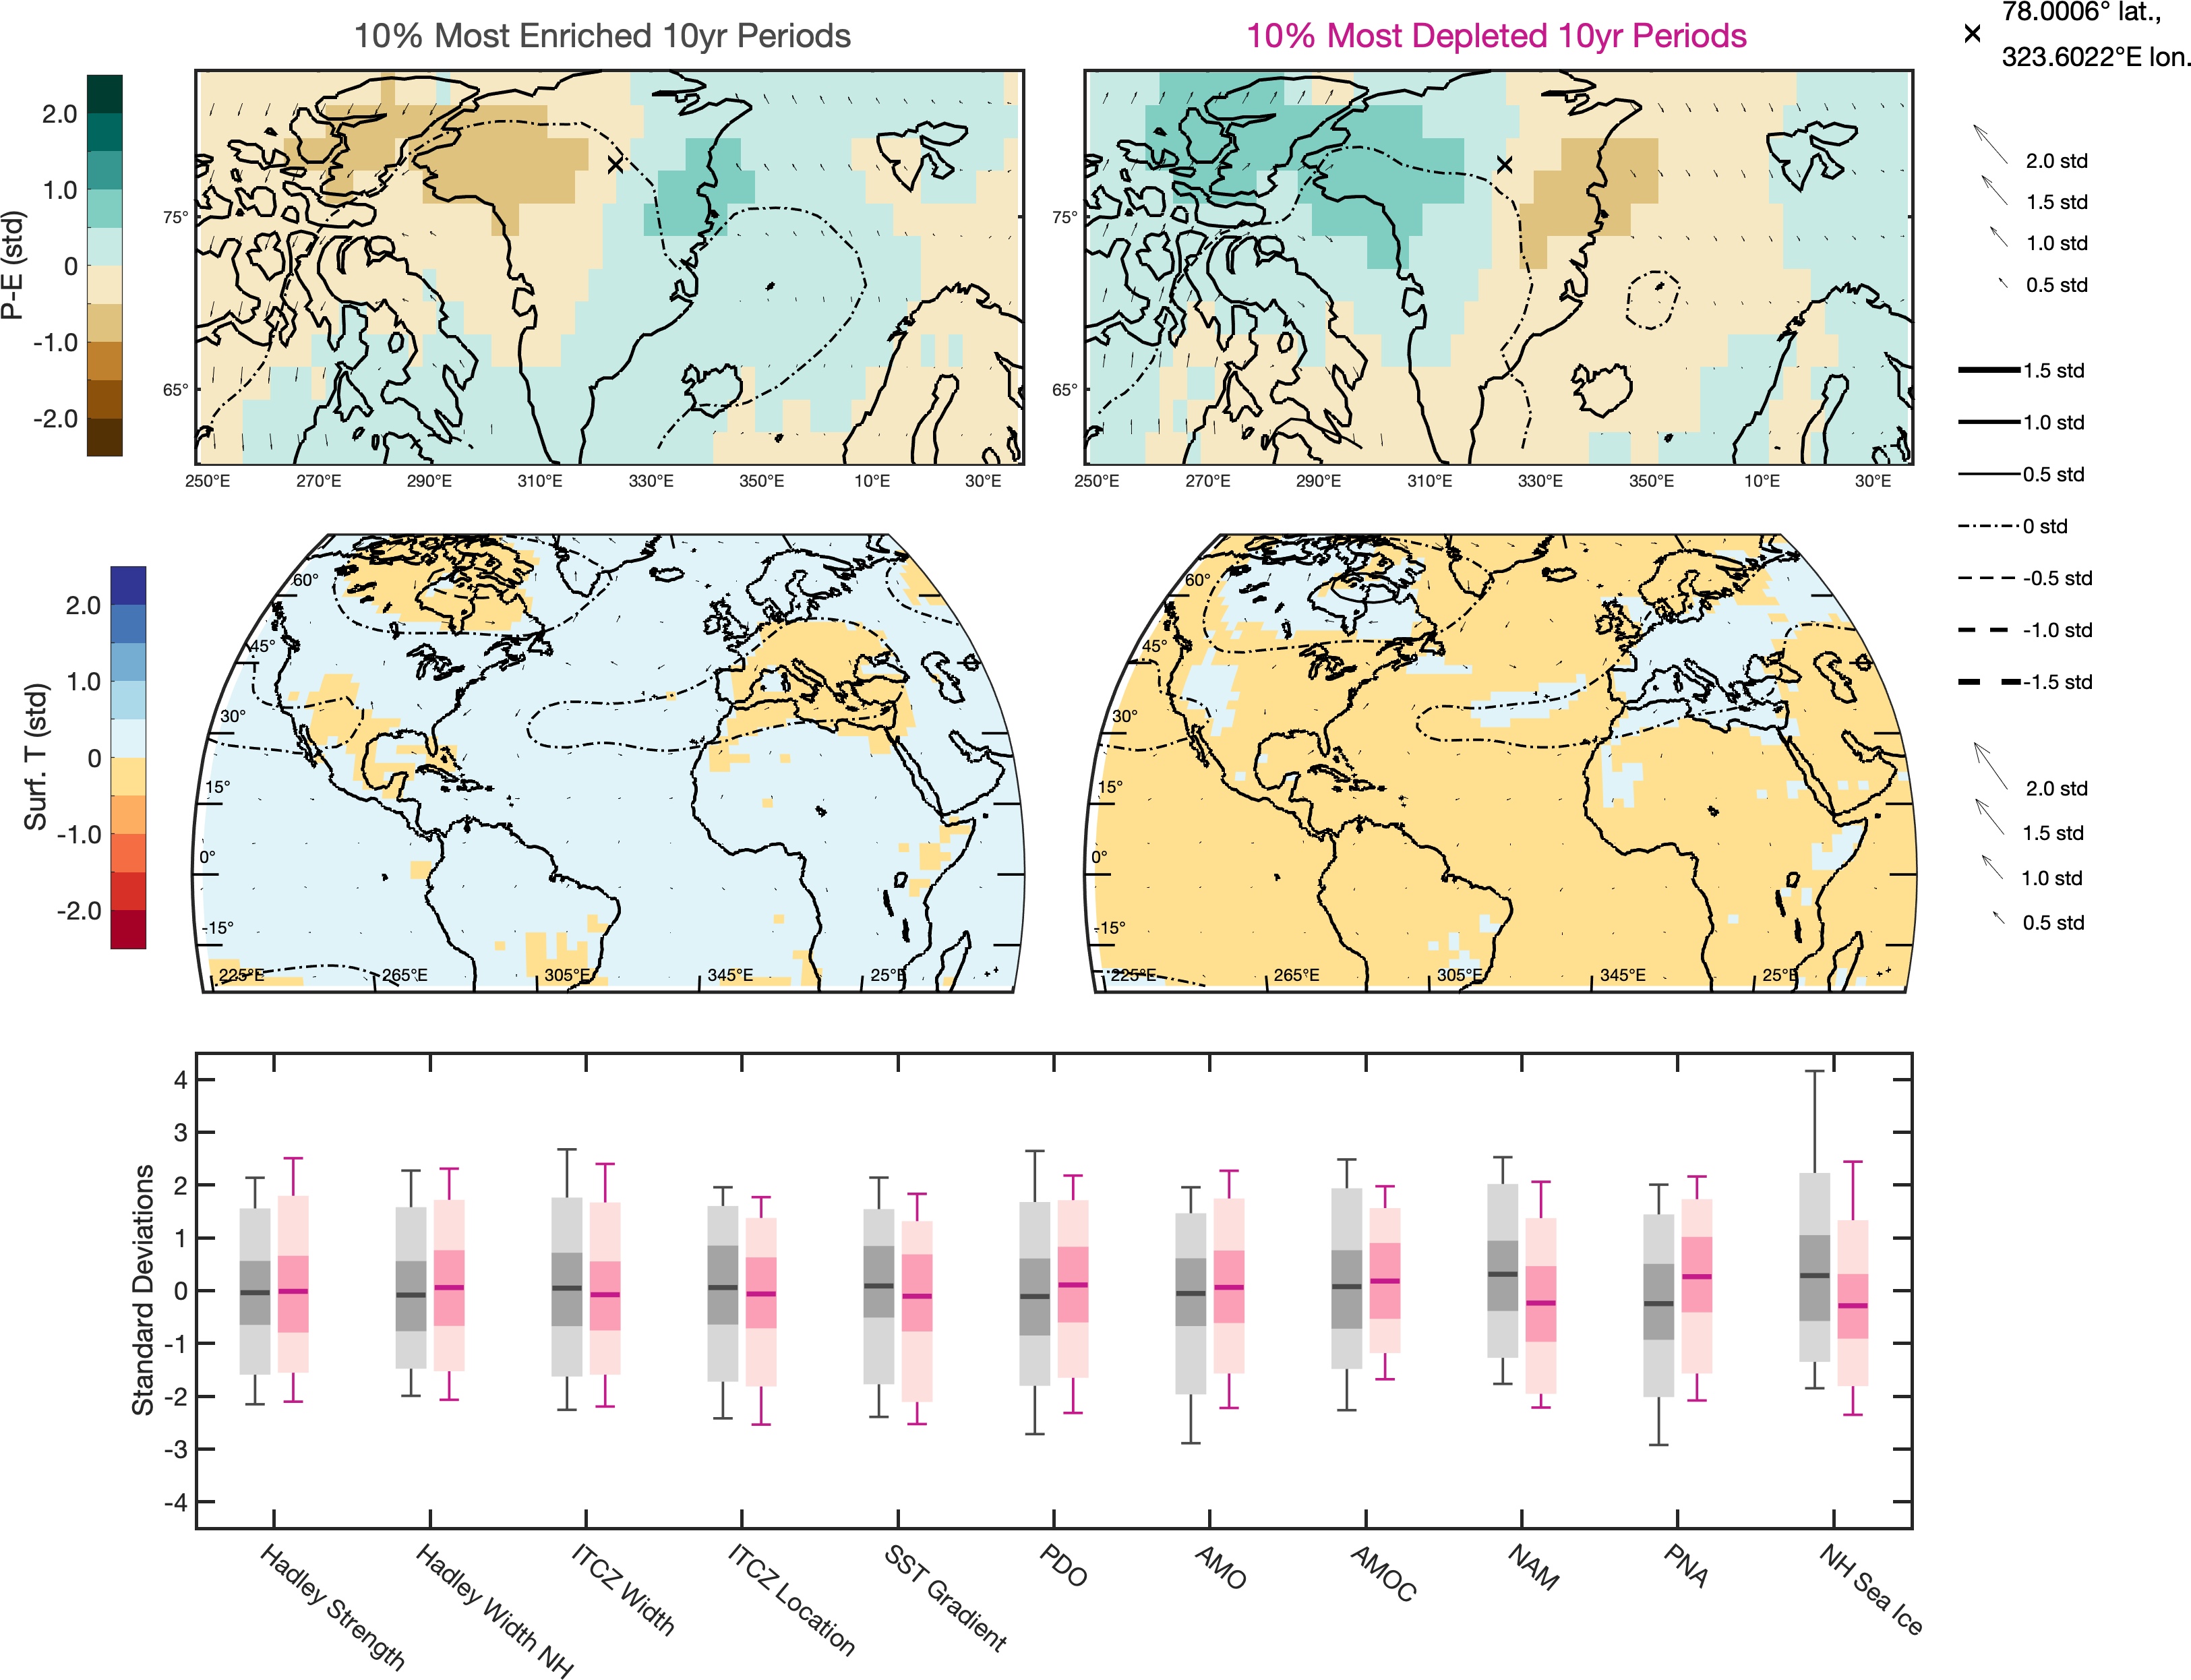 10% Most Enriched 10yr Periods
10% Most Depleted 10yr Periods
78.0006° lat.,
323.6022°E lon.
P-E (std)
2.0
1.0
0
-1.0
-2.0
75°
65°
250°E 270°E 290°E 310°E 330°E 350°E 10°E 30°E
75°
65°
250°E 270°E 290°E 310°E 330°E 350°E 10°E 30°E
2.0 std
1.5 std
1.0 std
0.5 std
1.5 std
1.0 std
0.5 std
0 std
-0.5 std
-1.0 std
-1.5 std
Surf. T (std)
2.0
1.0
0
-1.0
-2.0
60°
45°
30°
15°
0°
-15°
225°E 265°E 305°E 345°E 25°E
60°
45°
30°
15°
0°
-15°
225°E 265°E 305°E 345°E 25°E
2.0 std
1.5 std
1.0 std
0.5 std
Standard Deviations
4
3
2
1
0
-1
-2
-3
-4
Hadley Strength
Hadley Width NH
ITCZ Width
ITCZ Location
SST Gradient
PDO
AMO
AMOC
NAM
PNA
NH Sea Ice